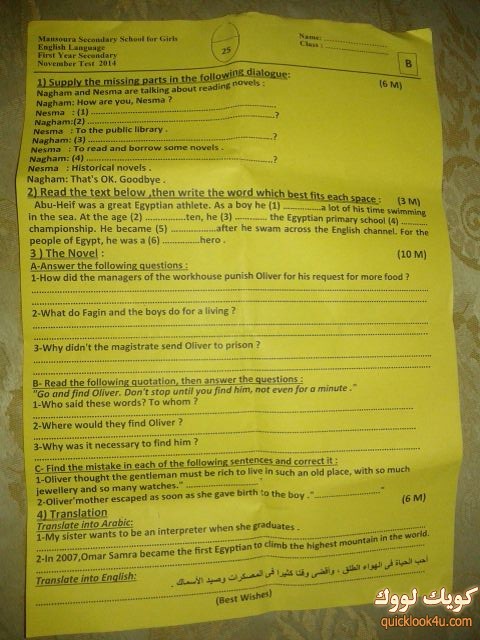 Mansoura Secondary School for Girls
English Language
First Year Secondary
November Test 2014
25
Name: ....................
Class : ....................
B
1) Supply the missing parts in the following dialogue: (6 M)
Nagham and Nesma are talking about reading novels :
Nagham: How are you, Nesma ?
Nesma : (1) ....................
Nagham:(2) ....................?
Nesma : To the public library .
Nagham: (3) ....................?
Nesma : To read and borrow some novels .
Nagham: (4) ....................?
Nesma : Historical novels .
Nagham: That's OK. Goodbye .
2) Read the text below ,then write the word which best fits each space : (3 M)
Abu-Heif was a great Egyptian athlete. As a boy he (1) ............a lot of his time swimming
in the sea. At the age (2) ............ten, he (3) ............ the Egyptian primary school (4) ........
championship. He became (5) ............after he swam across the English channel. For the
people of Egypt, he was a (6) ............hero .
3 ) The Novel : (10 M)
A-Answer the following questions :
1-How did the managers of the workhouse punish Oliver for his request for more food ?
2-What do Fagin and the boys do for a living ?
3-Why didn't the magistrate send Oliver to prison ?
B- Read the following quotation, then answer the questions :
"Go and find Oliver. Don't stop until you find him, not even for a minute ."
1-Who said these words? To whom ?
2-Where would they find Oliver ?
3-Why was it necessary to find him ?
C- Find the mistake in each of the following sentences and correct it :
1-Oliver thought the gentleman must be rich to live in such an old place, with so much
jewellery and so many watches." ...................."
2-Oliver'mother escaped as soon as she gave birth to the boy ."...................."
4) Translation (6 M)
Translate into Arabic:
1-My sister wants to be an interpreter when she graduates .
2-In 2007,Omar Samra became the first Egyptian to climb the highest mountain in the world.
Translate into English:
أحب الحياة فى الهواء الطلق ، وأقضى وقتا كثيرا فى المعسكرات وصيد الأسماك .
(Best Wishes)
كويك لووك
quicklook4u.com